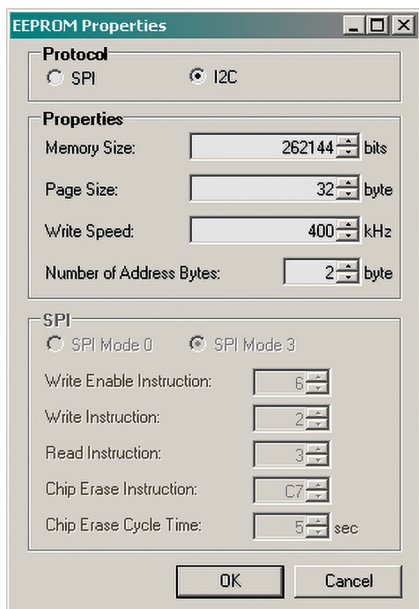 EEPROM Properties
Protocol
SPI I2C
Properties
Memory Size: 262144 bits
Page Size: 32 byte
Write Speed: 400 kHz
Number of Address Bytes: 2 byte
SPI
SPI Mode 0 SPI Mode 3
Write Enable Instruction: 6
Write Instruction: 2
Read Instruction: 3
Chip Erase Instruction: C7
Chip Erase Cycle Time: 5 sec
OK Cancel